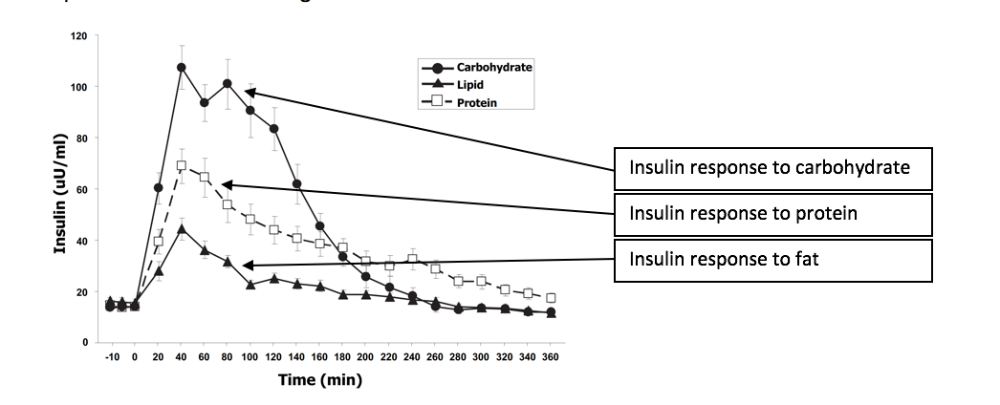 120
100
80
60
40
20
0
Insulin (uU/ml)
Carbohydrate
Lipid
Protein
Insulin response to carbohydrate
Insulin response to protein
Insulin response to fat
-10 0 20 40 60 80 100 120 140 160 180 200 220 240 260 280 300 320 340 360
Time (min)